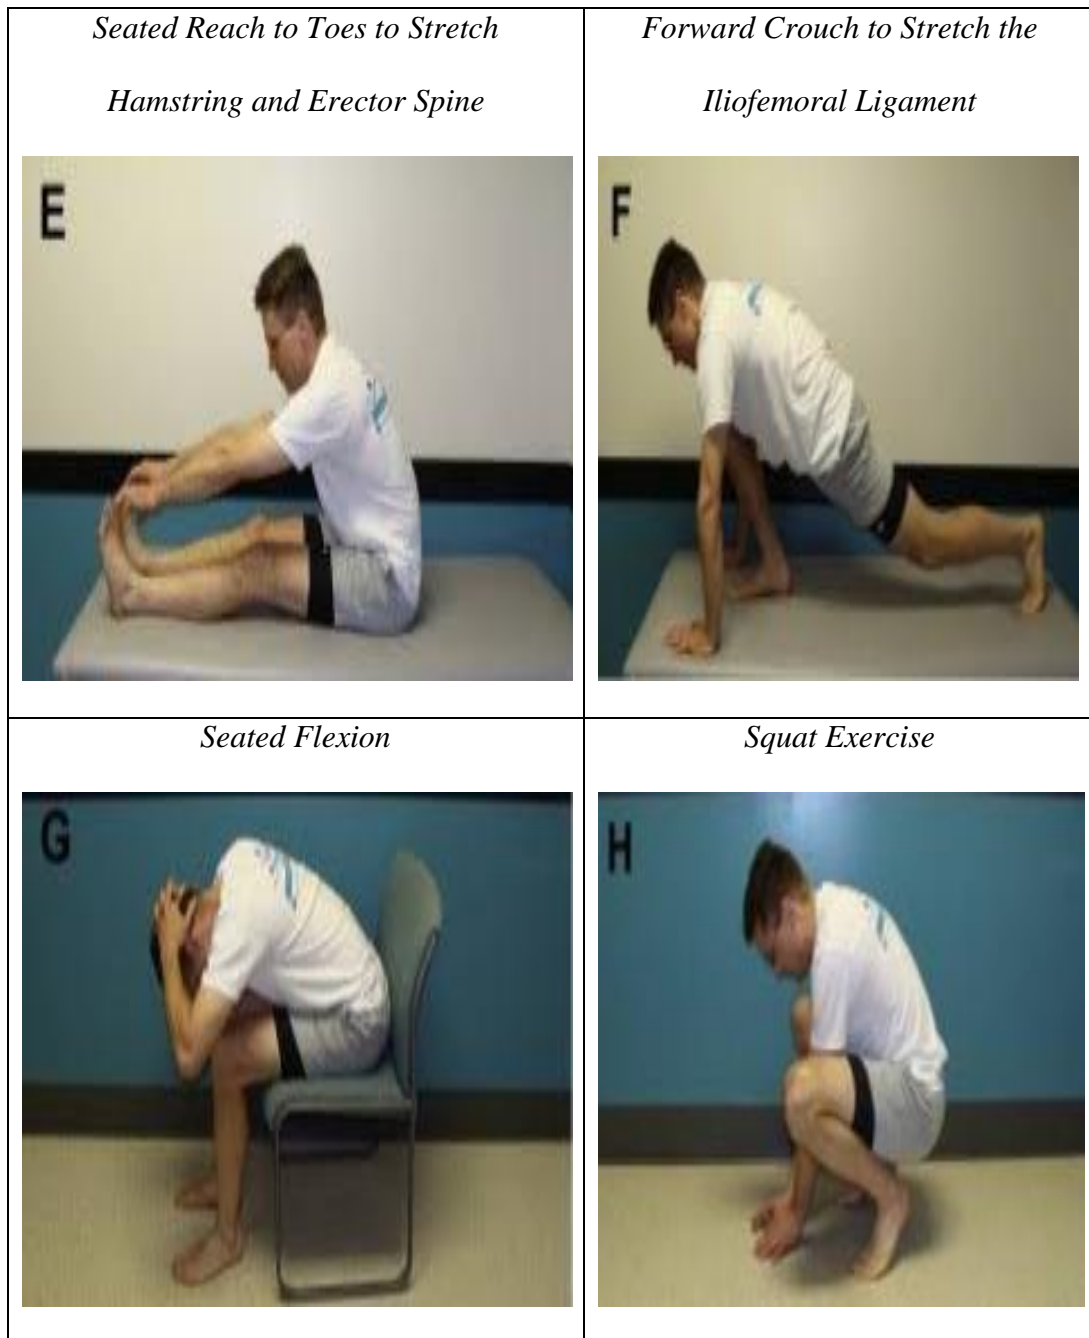 Seated Reach to Toes to Stretch
Hamstring and Erector Spine
Forward Crouch to Stretch the
Iliofemoral Ligament
E
F
Seated Flexion
Squat Exercise
G
H